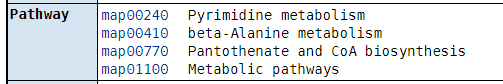 Pathway map00240 Pyrimidine metabolism
map00410 beta-Alanine metabolism
map00770 Pantothenate and CoA biosynthesis
map01100 Metabolic pathways